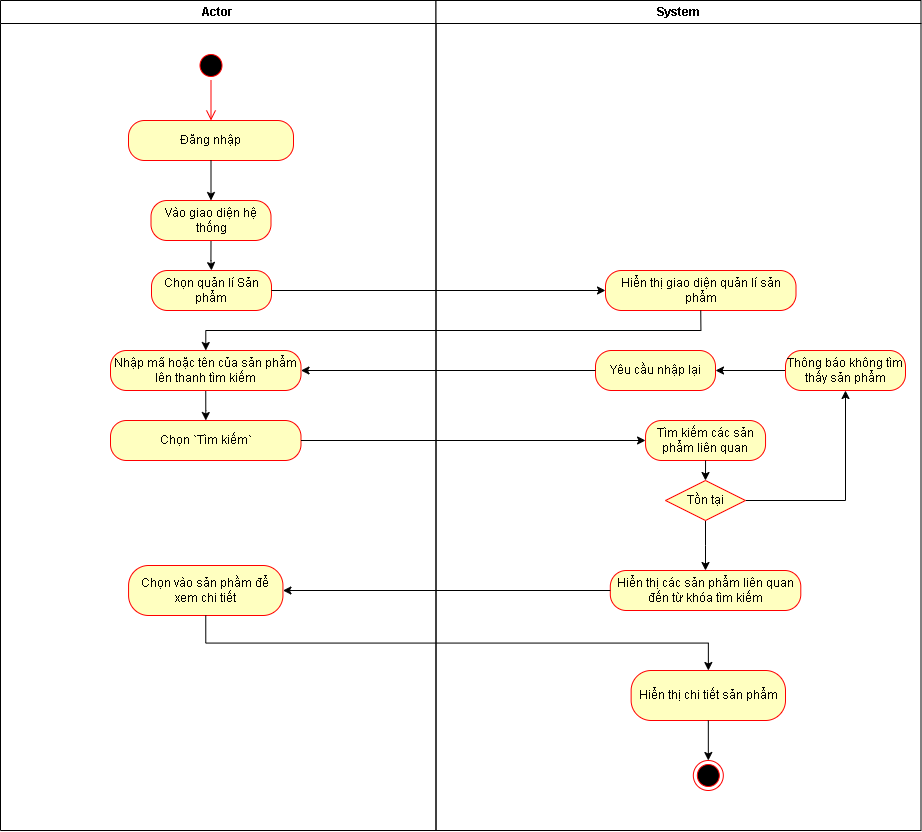 Actor
System
Đăng nhập
Vào giao diện hệ
thống
Chọn quản lí Sản
phẩm
Hiển thị giao diện quản lí sản
phẩm
Nhập mã hoặc tên của sản phẩm
lên thanh tìm kiếm
Yêu cầu nhập lại
Thông báo không tìm
thấy sản phẩm
Chọn `Tìm kiếm`
Tìm kiếm các sản
phẩm liên quan
Tồn tại
Chọn vào sản phẩm để
xem chi tiết
Hiển thị các sản phẩm liên quan
đến từ khóa tìm kiếm
Hiển thị chi tiết sản phẩm